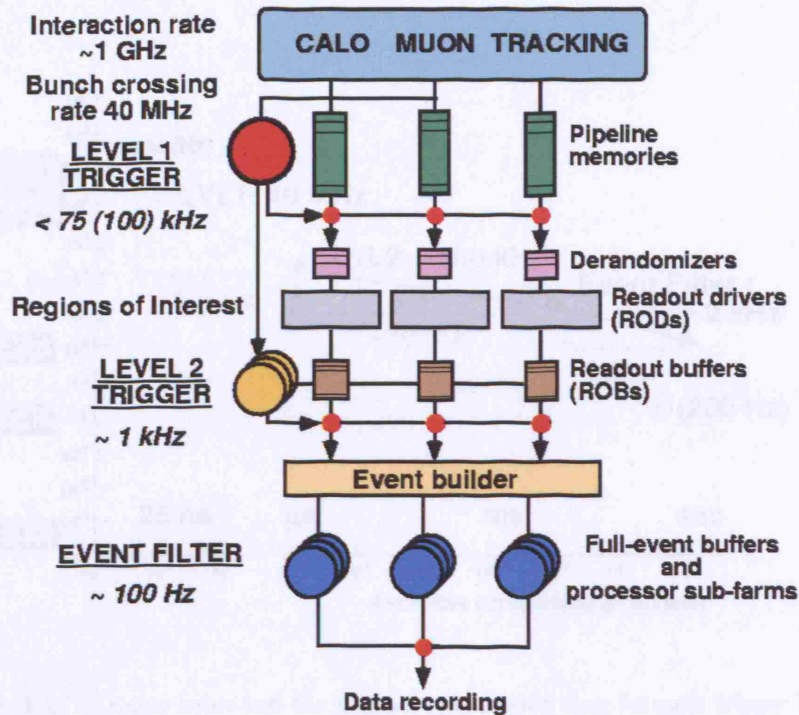 Interaction rate
~1 GHz
CALO MUON TRACKING
Bunch crossing
rate 40 MHz
LEVEL 1
TRIGGER
< 75 (100) kHz
Pipeline
memories
Derandomizers
Regions of Interest
Readout drivers
(RODs)
LEVEL 2
TRIGGER
~ 1 kHz
Readout buffers
(ROBs)
Event builder
EVENT FILTER
~ 100 Hz
Full-event buffers
and
processor sub-farms
Data recording